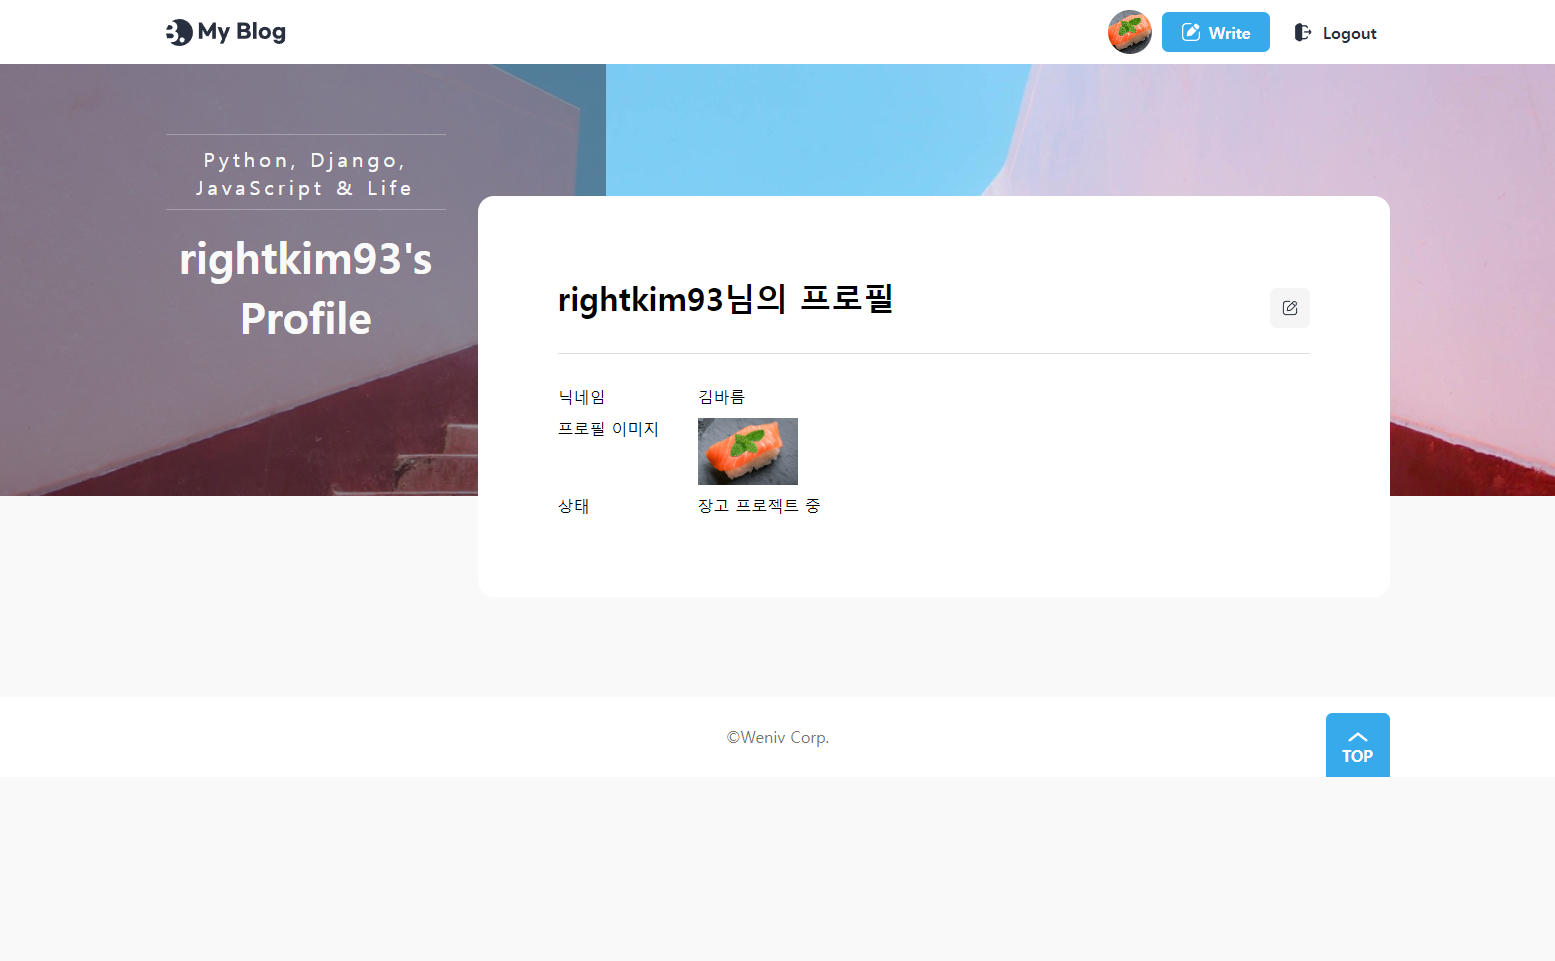 My Blog
Write
Logout
Python, Django,
JavaScript & Life
rightkim93's
Profile
rightkim93님의 프로필
닉네임 김바름
프로필 이미지
상태 장고 프로젝트 중
©Weniv Corp.
TOP